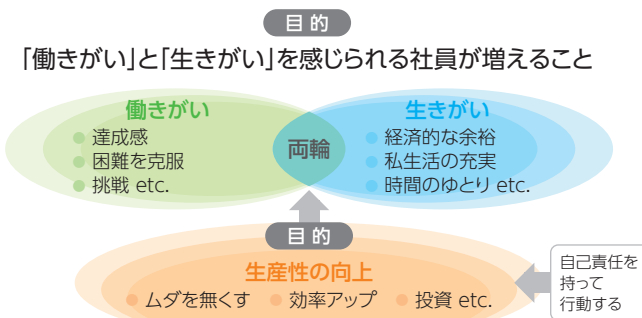 目的
「働きがい」と「生きがい」を感じられる社員が増えること
働きがい
達成感
困難を克服
挑戦 etc.
両輪
生きがい
経済的な余裕
私生活の充実
時間のゆとり etc.
目的
生産性の向上
ムダを無くす
効率アップ
投資 etc.
自己責任を
持って
行動する